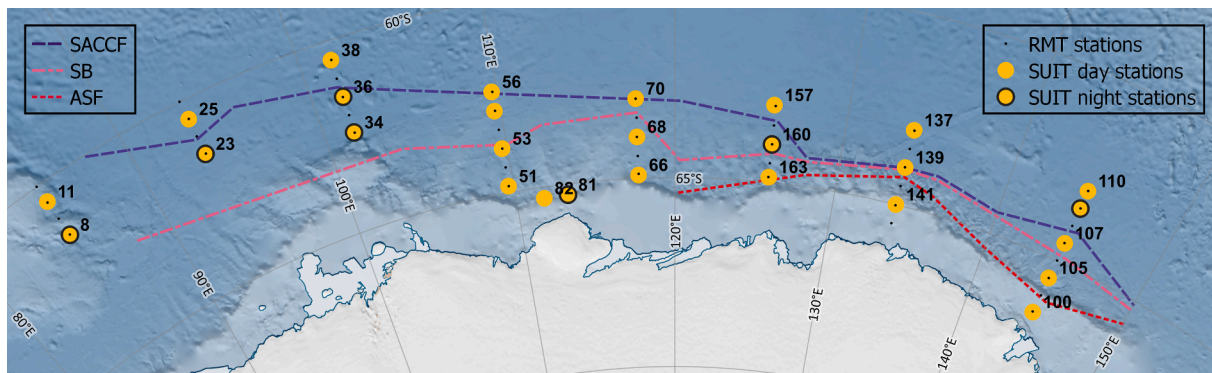 SACCF
SB
ASF
RMT stations
SUIT day stations
SUIT night stations
60°S
110°E
38
36
34
25
23
11
8
56
53
51
82
81
70
68
66
65°S
157
160
163
137
139
141
110
107
105
100
80°E
90°E
100°E
120°E
130°E
140°E
150°E